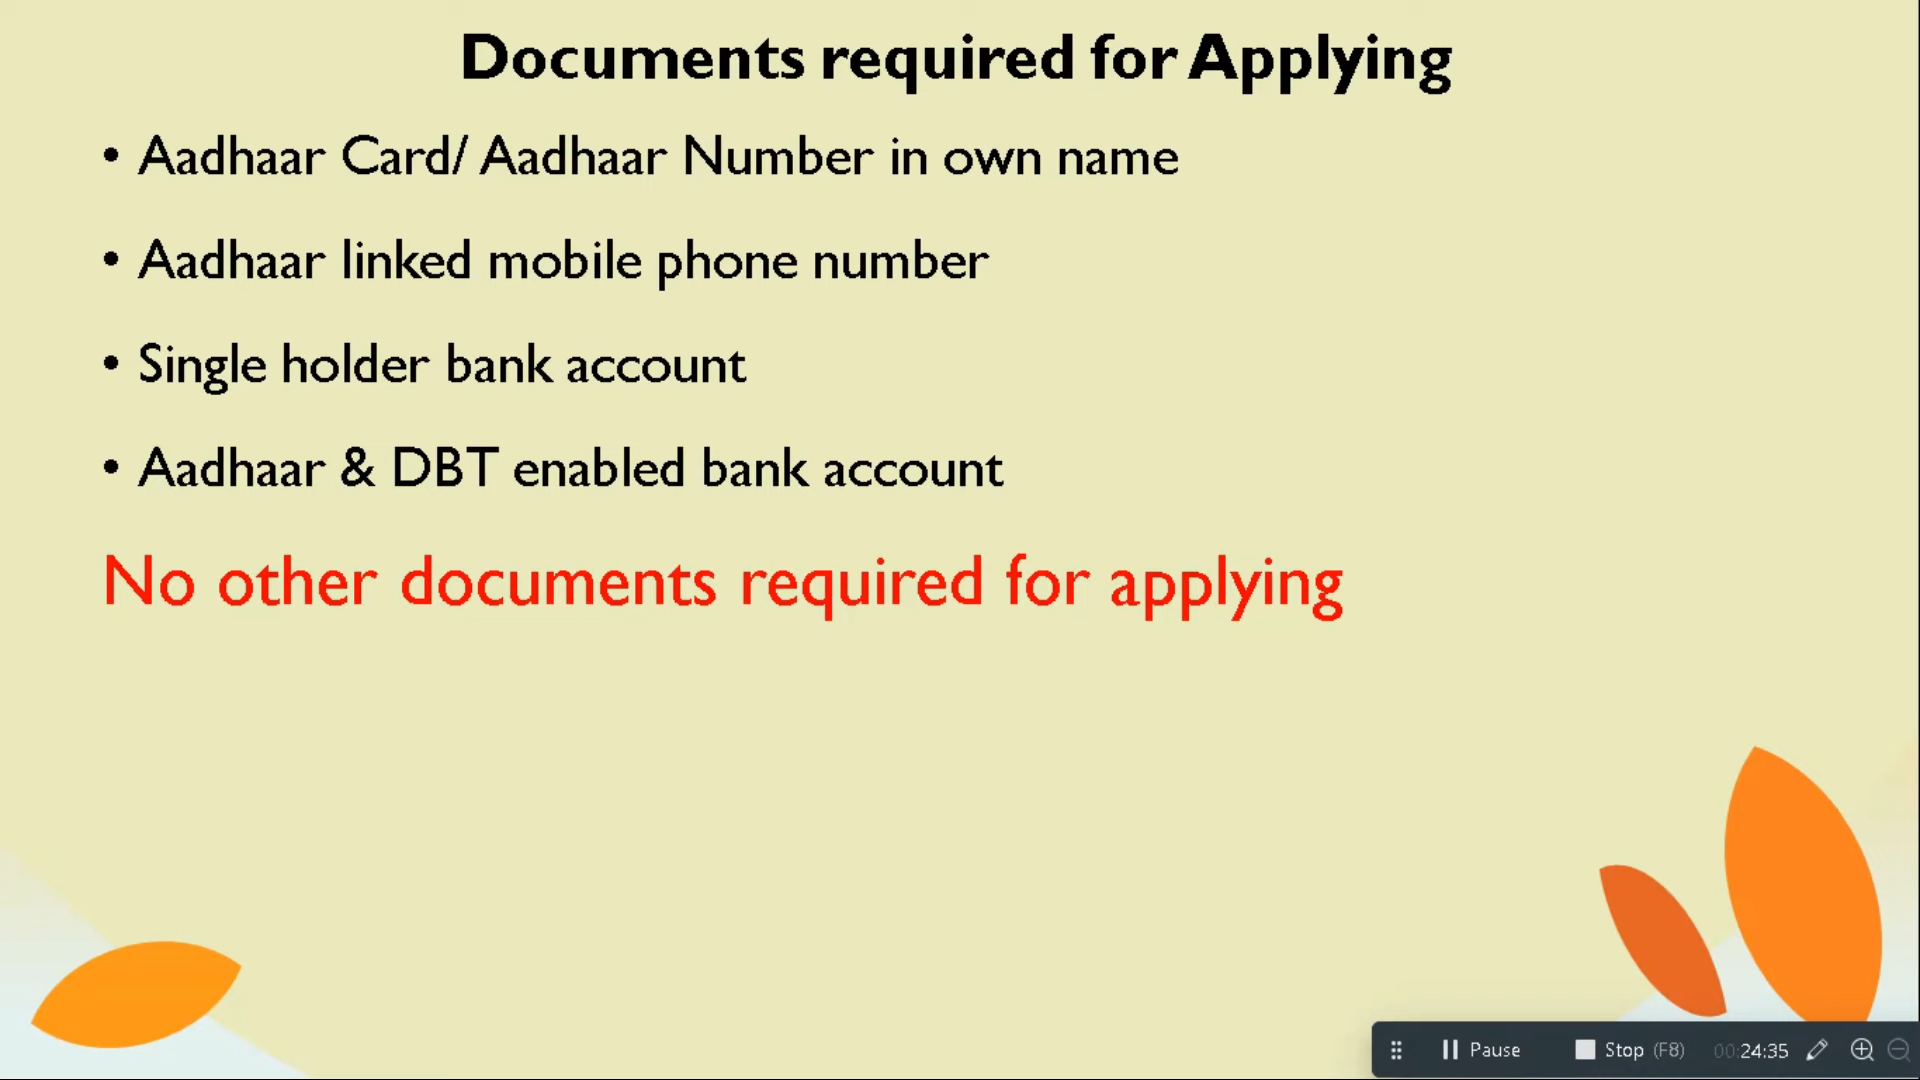 Documents required for Applying
• Aadhaar Card/ Aadhaar Number in own name
• Aadhaar linked mobile phone number
• Single holder bank account
• Aadhaar & DBT enabled bank account
No other documents required for applying
Pause Stop (F8) 00:24:35